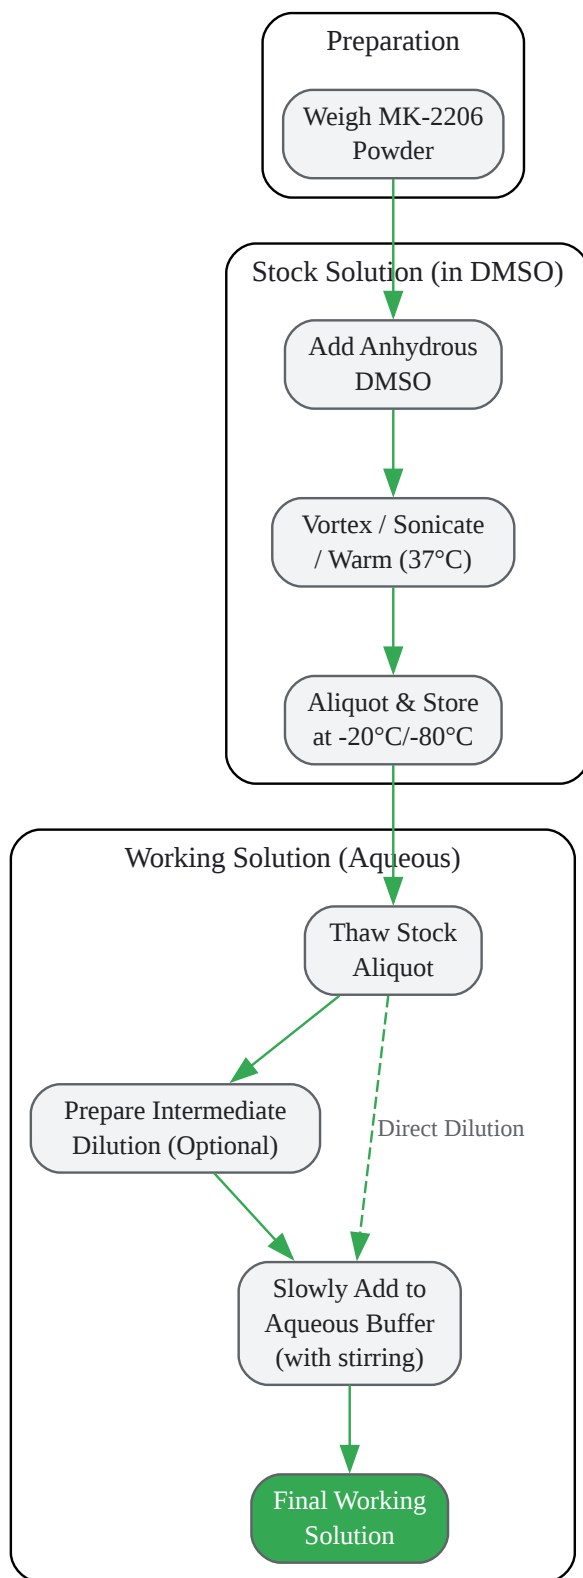 Preparation
Weigh MK-2206
Powder
Stock Solution (in DMSO)
Add Anhydrous
DMSO
Vortex / Sonicate
/ Warm (37°C)
Aliquot & Store
at -20°C/-80°C
Working Solution (Aqueous)
Thaw Stock
Aliquot
Prepare Intermediate
Dilution (Optional)
Direct Dilution
Slowly Add to
Aqueous Buffer
(with stirring)
Final Working
Solution